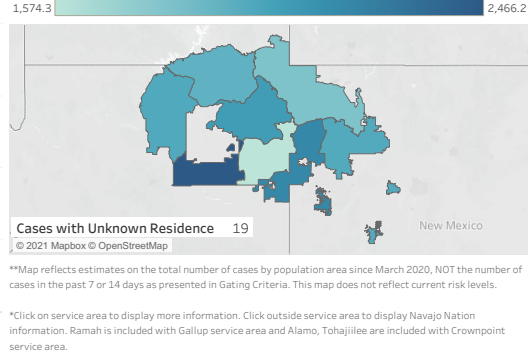 1,574.3 2,466.2
New Mexico
Cases with Unknown Residence 19
© 2021 Mapbox © OpenStreetMap
**Map reflects estimates on the total number of cases by population area since March 2020, NOT the number of
cases in the past 7 or 14 days as presented in Gating Criteria. This map does not reflect current risk levels.
*Click on service area to display more information. Click outside service area to display Navajo Nation
information. Ramah is included with Gallup service area and Alamo, Tohajiilee are included with Crownpoint
service area.